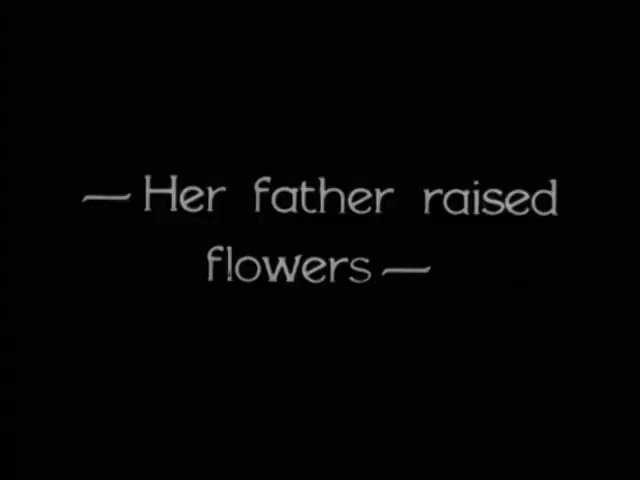 — Her father raised
flowers —